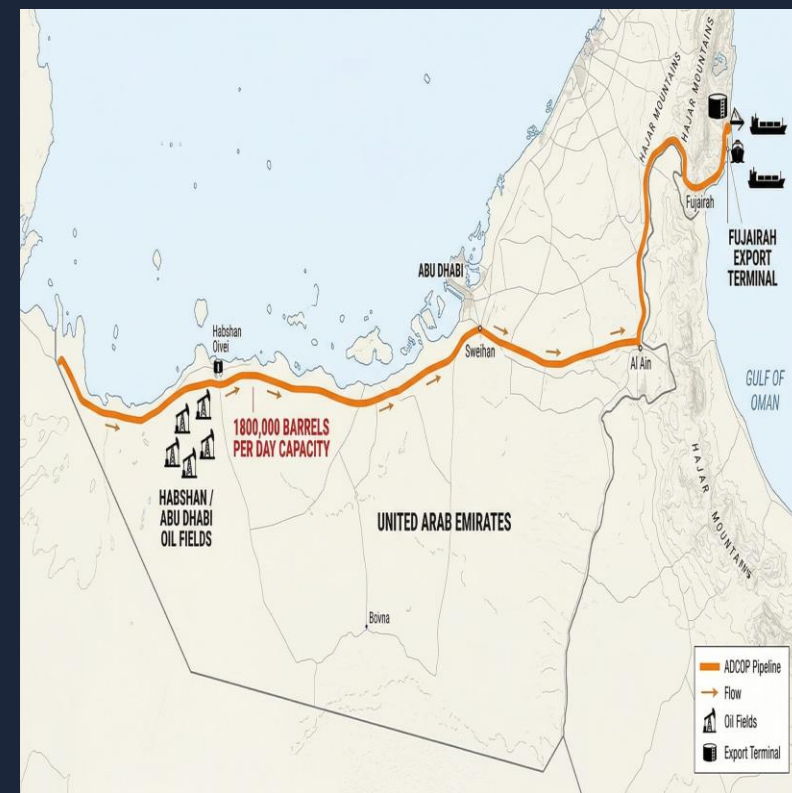 HAJAR MOUNTAINS
HAJAR MOUNTAINS
Fujairah
FUJAIRAH
EXPORT
TERMINAL
ABU DHABI
Habshan
Oivei
Sweihan
Al Ain
GULF OF
OMAN
1800,000 BARRELS
PER DAY CAPACITY
HABSHAN /
ABU DHABI
OIL FIELDS
UNITED ARAB EMIRATES
HAJAR MOUNTAINS
Bovna
ADCOP Pipeline
Flow
Oil Fields
Export Terminal